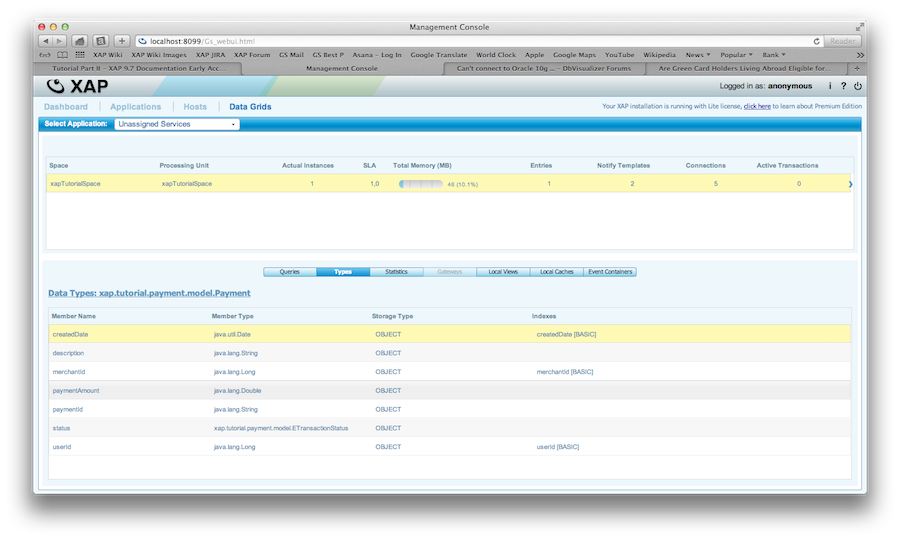 Management Console
localhost:8099/Gs_webui.html
Reader
XAP Wiki XAP Wiki Images XAP JIRA XAP Forum GS Mail GS Best P Asana – Log In Google Translate World Clock Apple Google Maps YouTube Wikipedia News Popular Bank
Tutorial Part II – XAP 9.7 Documentation Early Acc... Management Console Can't connect to Oracle 10g ... – DbVisualizer Forums Are Green Card Holders Living Abroad Eligible for...
XAP Logged in as: anonymous i ?
Dashboard Applications Hosts Data Grids Your XAP installation is running with Lite license, click here to learn about Premium Edition
Select Application: Unassigned Services
Space Processing Unit Actual Instances SLA Total Memory (MB) Entries Notify Templates Connections Active Transactions
xapTutorialSpace xapTutorialSpace 1 1,0 46 (10.1%) 1 2 5 0
Queries Types Statistics Gateways Local Views Local Caches Event Containers
Data Types: xap.tutorial.payment.model.Payment
Member Name Member Type Storage Type Indexes
createdDate java.util.Date OBJECT createdDate [BASIC]
description java.lang.String OBJECT
merchantId java.lang.Long OBJECT merchantId [BASIC]
paymentAmount java.lang.Double OBJECT
paymentId java.lang.String OBJECT
status xap.tutorial.payment.model.ETransactionStatus OBJECT
userId java.lang.Long OBJECT userId [BASIC]